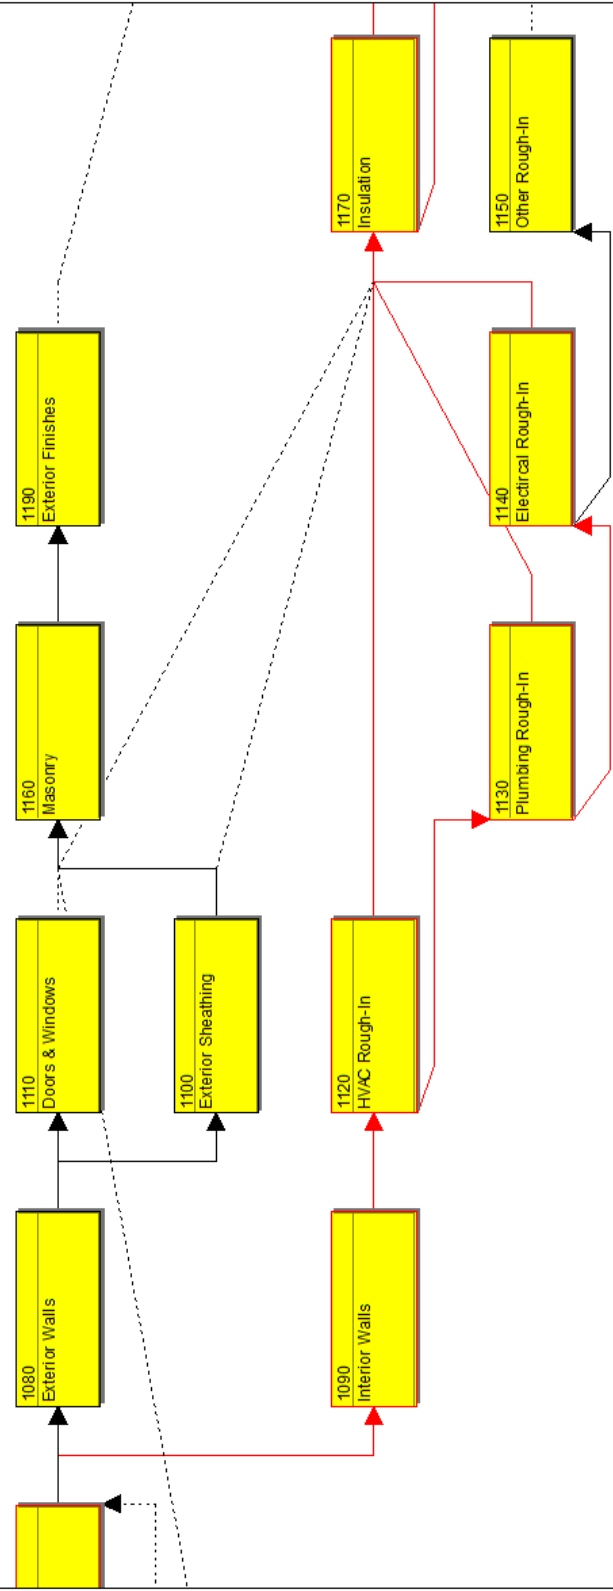 1080
Exterior Walls
1110
Doors & Windows
1160
Masonry
1190
Exterior Finishes
1100
Exterior Sheathing
1090
Interior Walls
1120
HVAC Rough-In
1170
Insulation
1130
Plumbing Rough-In
1140
Electircal Rough-In
1150
Other Rough-In